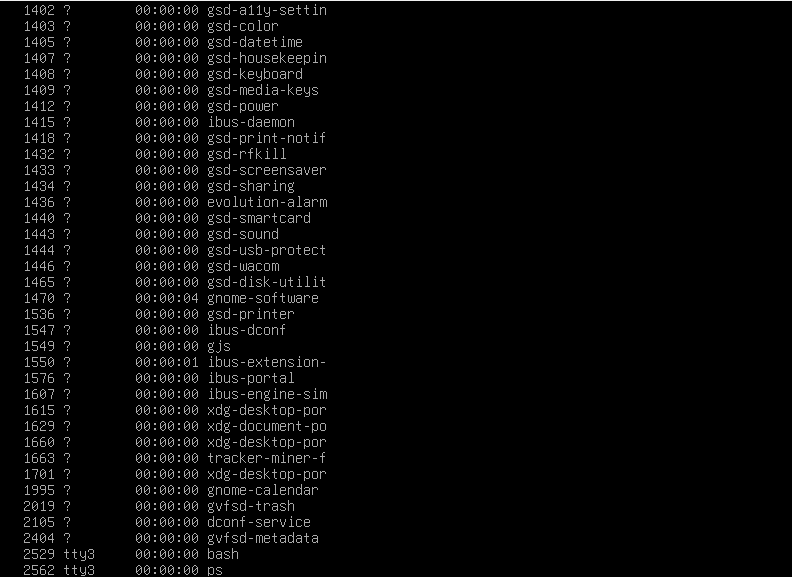 1402 ?        00:00:00 gsd-a11y-settin
1403 ?        00:00:00 gsd-color
1405 ?        00:00:00 gsd-datetime
1407 ?        00:00:00 gsd-housekeepin
1408 ?        00:00:00 gsd-keyboard
1409 ?        00:00:00 gsd-media-keys
1412 ?        00:00:00 gsd-power
1415 ?        00:00:00 ibus-daemon
1418 ?        00:00:00 gsd-print-notif
1432 ?        00:00:00 gsd-rfkill
1433 ?        00:00:00 gsd-screensaver
1434 ?        00:00:00 gsd-sharing
1436 ?        00:00:00 evolution-alarm
1440 ?        00:00:00 gsd-smartcard
1443 ?        00:00:00 gsd-sound
1444 ?        00:00:00 gsd-usb-protect
1446 ?        00:00:00 gsd-wacom
1465 ?        00:00:00 gsd-disk-utilit
1470 ?        00:00:04 gnome-software
1536 ?        00:00:00 gsd-printer
1547 ?        00:00:00 ibus-dconf
1549 ?        00:00:00 gjs
1550 ?        00:00:01 ibus-extension-
1576 ?        00:00:00 ibus-portal
1607 ?        00:00:00 ibus-engine-sim
1615 ?        00:00:00 xdg-desktop-por
1629 ?        00:00:00 xdg-document-po
1660 ?        00:00:00 xdg-desktop-por
1663 ?        00:00:00 tracker-miner-f
1701 ?        00:00:00 xdg-desktop-por
1995 ?        00:00:00 gnome-calendar
2019 ?        00:00:00 gvfsd-trash
2105 ?        00:00:00 dconf-service
2404 ?        00:00:00 gvfsd-metadata
2529 tty3     00:00:00 bash
2562 tty3     00:00:00 ps